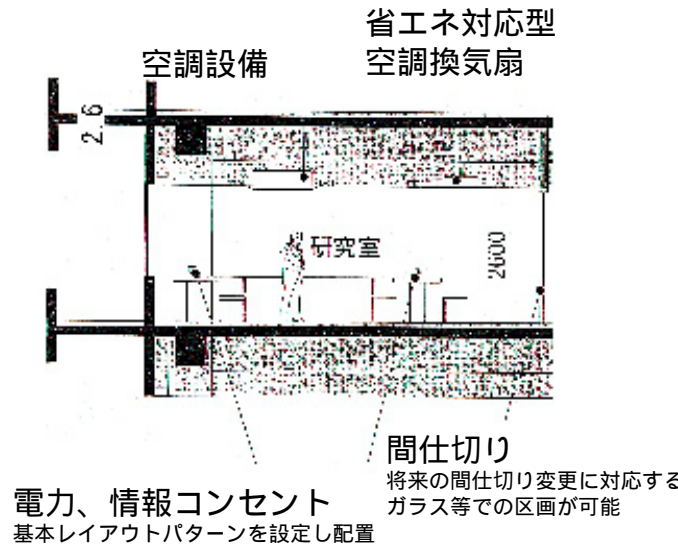 省エネ対応型
空調換気扇
空調設備
2.6
研究室
2600
間仕切り
将来の間仕切り変更に対応する
ガラス等での区画が可能
電力、情報コンセント
基本レイアウトパターンを設定し配置